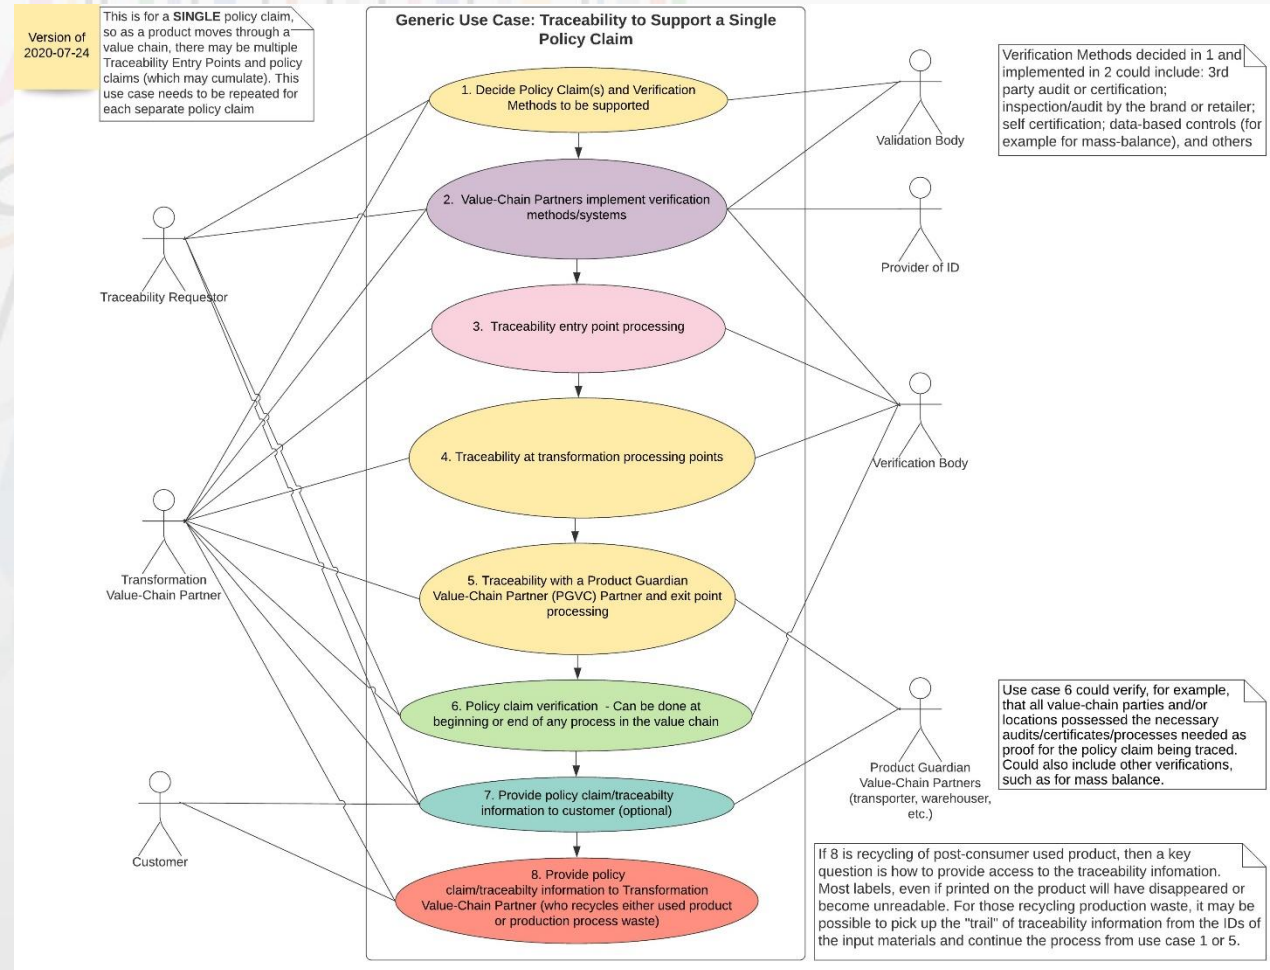 Version of
2020-07-24
This is for a SINGLE policy claim,
so as a product moves through a
value chain, there may be multiple
Traceability Entry Points and policy
claims (which may cumulate). This
use case needs to be repeated for
each separate policy claim
Generic Use Case: Traceability to Support a Single
Policy Claim
1. Decide Policy Claim(s) and Verification
Methods to be supported
Validation Body
Verification Methods decided in 1 and
implemented in 2 could include: 3rd
party audit or certification;
inspection/audit by the brand or retailer;
self certification; data-based controls (for
example for mass-balance), and others
2. Value-Chain Partners implement verification
methods/systems
Provider of ID
Traceability Requestor
3. Traceability entry point processing
4. Traceability at transformation processing points
Verification Body
Transformation
Value-Chain Partner
5. Traceability with a Product Guardian
Value-Chain Partner (PGVC) Partner and exit point
processing
6. Policy claim verification - Can be done at
beginning or end of any process in the value chain
Product Guardian
Value-Chain Partners
(transporter, warehouser,
etc.)
Use case 6 could verify, for example,
that all value-chain parties and/or
locations possessed the necessary
audits/certificates/processes needed as
proof for the policy claim being traced.
Could also include other verifications,
such as for mass balance.
7. Provide policy claim/traceabilty
information to customer (optional)
Customer
8. Provide policy
claim/traceabilty information to Transformation
Value-Chain Partner (who recycles either used product
or production process waste)
If 8 is recycling of post-consumer used product, then a key
question is how to provide access to the traceability infomation.
Most labels, even if printed on the product will have disappeared or
become unreadable. For those recycling production waste, it may be
possible to pick up the "trail" of traceability information from the IDs of
the input materials and continue the process from use case 1 or 5.